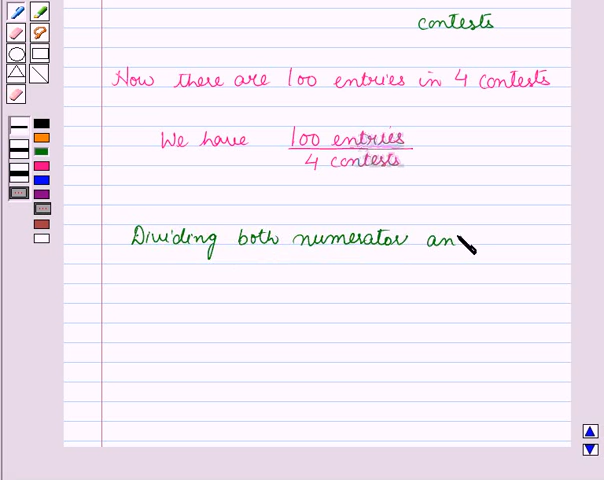 contests
Now there are 100 entries in 4 contests
We have 100 entries
4 contests
Dividing both numerator an